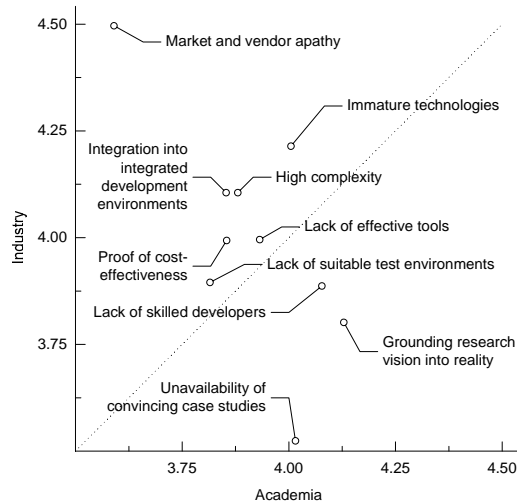 4.50
Market and vendor apathy
Immature technologies
4.25
Integration into
integrated
development
environments
High complexity
Lack of effective tools
4.00
Industry
Proof of cost-
effectiveness
Lack of suitable test environments
Lack of skilled developers
3.75
Grounding research
vision into reality
Unavailability of
convincing case studies
3.75 4.00 4.25 4.50
Academia